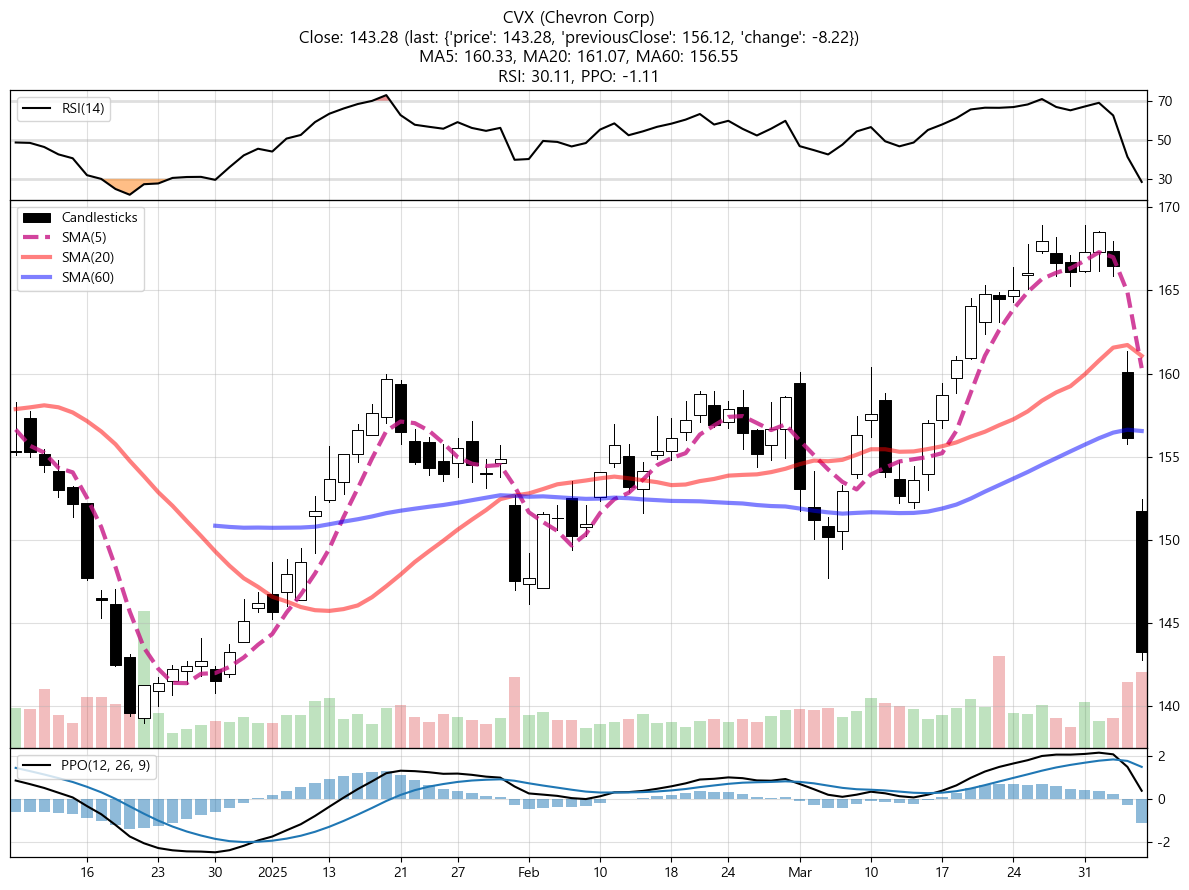 CVX (Chevron Corp)
Close: 143.28 (last: {'price': 143.28, 'previousClose': 156.12, 'change': -8.22})
MA5: 160.33, MA20: 161.07, MA60: 156.55
RSI: 30.11, PPO: -1.11
RSI(14)
70
50
30
Candlesticks
SMA(5)
SMA(20)
SMA(60)
170
165
160
155
150
145
140
PPO(12, 26, 9)
2
0
-2
16 23 30 2025 13 21 27 Feb 10 18 24 Mar 10 17 24 31